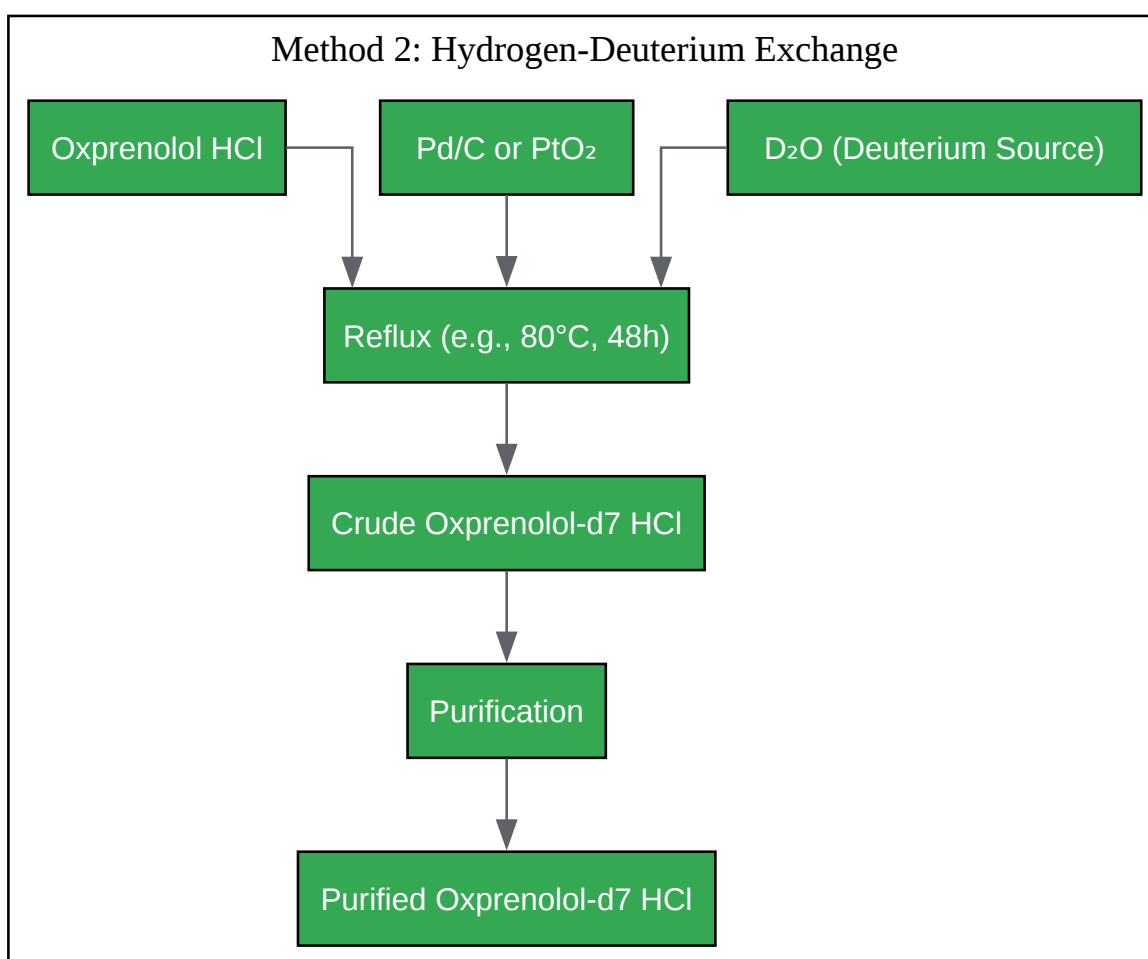 Method 2: Hydrogen-Deuterium Exchange
Oxprenolol HCl
Pd/C or PtO₂
D₂O (Deuterium Source)
Reflux (e.g., 80°C, 48h)
Crude Oxprenolol-d7 HCl
Purification
Purified Oxprenolol-d7 HCl